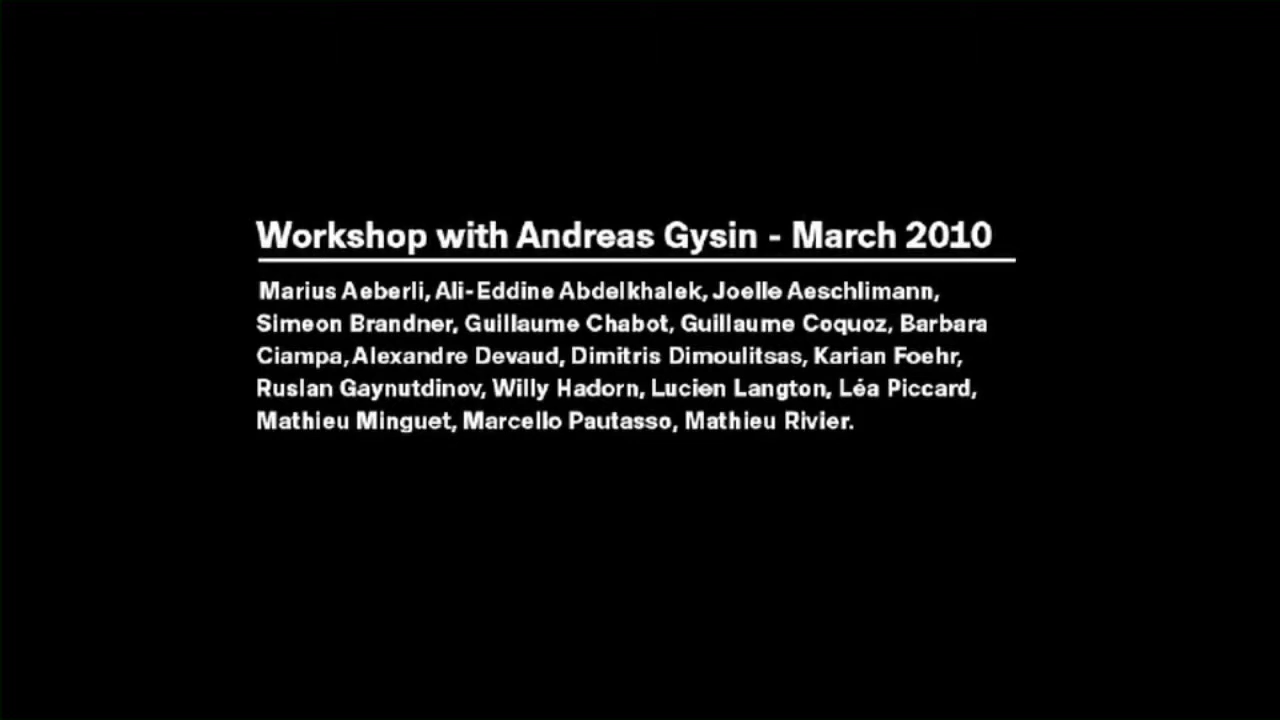 Workshop with Andreas Gysin - March 2010
Marius Aeberli, Ali-Eddine Abdelkhalek, Joelle Aeschlimann,
Simeon Brandner, Guillaume Chabot, Guillaume Coquoz, Barbara
Ciampa, Alexandre Devaud, Dimitris Dimoulitsas, Karian Foehr,
Ruslan Gaynutdinov, Willy Hadorn, Lucien Langton, Léa Piccard,
Mathieu Minguet, Marcello Pautasso, Mathieu Rivier.